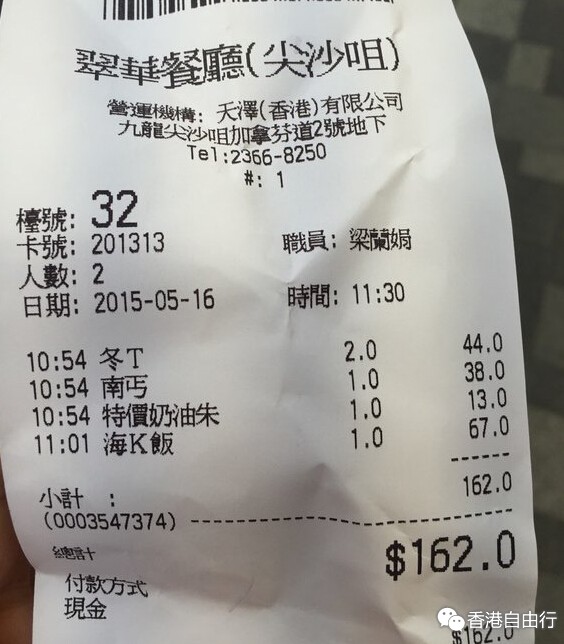 翠華餐廳(尖沙咀)
營運機構: 天澤(香港)有限公司
九龍尖沙咀加拿芬道2號地下
Tel:2366-8250
#: 1
檯號: 32
卡號: 201313 職員: 梁蘭娟
人數: 2
日期: 2015-05-16 時間: 11:30
10:54 冬T 2.0 44.0
10:54 南丐 1.0 38.0
10:54 特價奶油朱 1.0 13.0
11:01 海K飯 1.0 67.0
小計 : 162.0
(0003547374)
總計 $162.0
付款方式
現金 $162.0
香港自由行